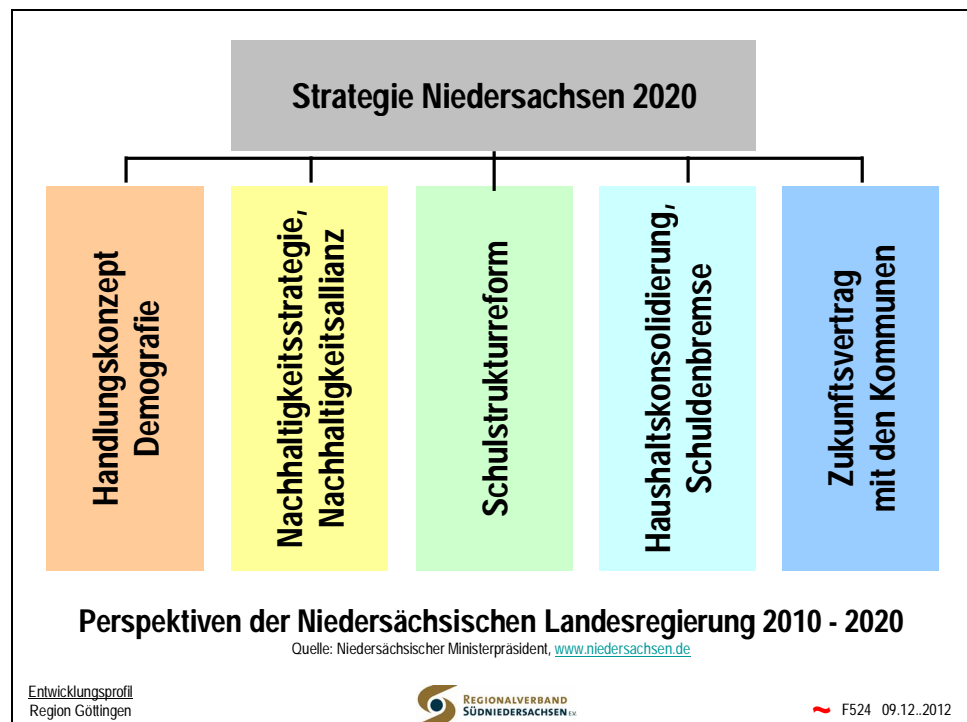 Strategie Niedersachsen 2020
Handlungskonzept
Demografie
Nachhaltigkeitsstrategie,
Nachhaltigkeitsallianz
Schulstrukturreform
Haushaltskonsolidierung,
Schuldenbremse
Zukunftsvertrag
mit den Kommunen
Perspektiven der Niedersächsischen Landesregierung 2010 - 2020
Quelle: Niedersächsischer Ministerpräsident, www.niedersachsen.de
Entwicklungsprofil
Region Göttingen
REGIONALVERBAND
SÜDNIEDERSACHSEN E.V.
F524 09.12..2012